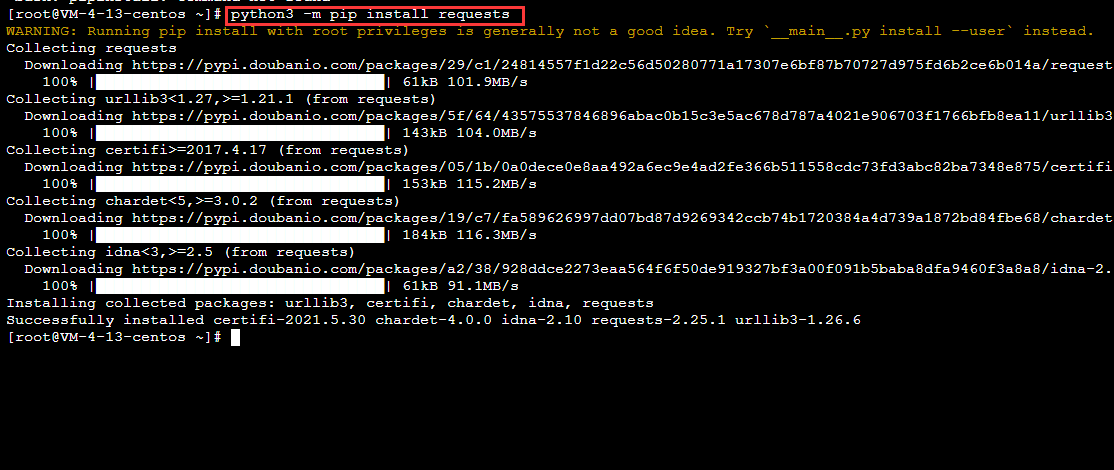 [root@VM-4-13-centos ~]# python3 -m pip install requests
WARNING: Running pip install with root privileges is generally not a good idea. Try `__main__.py install --user` instead.
Collecting requests
  Downloading https://pypi.doubanio.com/packages/29/c1/24814557f1d22c56d50280771a17307e6bf87b70727d975fd6b2ce6b014a/request
    100% |████████████████████████████████| 61kB 101.9MB/s
Collecting urllib3<1.27,>=1.21.1 (from requests)
  Downloading https://pypi.doubanio.com/packages/5f/64/43575537846896abac0b15c3e5ac678d787a4021e906703f1766bfb8ea11/urllib3
    100% |████████████████████████████████| 143kB 104.0MB/s
Collecting certifi>=2017.4.17 (from requests)
  Downloading https://pypi.doubanio.com/packages/05/1b/0a0dece0e8aa492a6ec9e4ad2fe366b511558cdc73fd3abc82ba7348e875/certifi
    100% |████████████████████████████████| 153kB 115.2MB/s
Collecting chardet<5,>=3.0.2 (from requests)
  Downloading https://pypi.doubanio.com/packages/19/c7/fa589626997dd07bd87d9269342ccb74b1720384a4d739a1872bd84fbe68/chardet
    100% |████████████████████████████████| 184kB 116.3MB/s
Collecting idna<3,>=2.5 (from requests)
  Downloading https://pypi.doubanio.com/packages/a2/38/928ddce2273eaa564f6f50de919327bf3a00f091b5baba8dfa9460f3a8a8/idna-2.
    100% |████████████████████████████████| 61kB 91.1MB/s
Installing collected packages: urllib3, certifi, chardet, idna, requests
Successfully installed certifi-2021.5.30 chardet-4.0.0 idna-2.10 requests-2.25.1 urllib3-1.26.6
[root@VM-4-13-centos ~]#